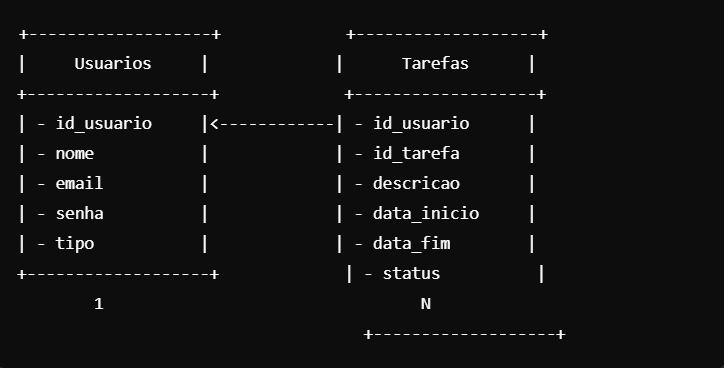 +-------------------+             +-------------------+
|     Usuarios     |             |      Tarefas      |
+-------------------+             +-------------------+
| - id_usuario     |<------------| - id_usuario      |
| - nome           |             | - id_tarefa       |
| - email          |             | - descricao       |
| - senha          |             | - data_inicio     |
| - tipo           |             | - data_fim        |
+-------------------+             | - status          |
        1                                 N
                                    +-------------------+